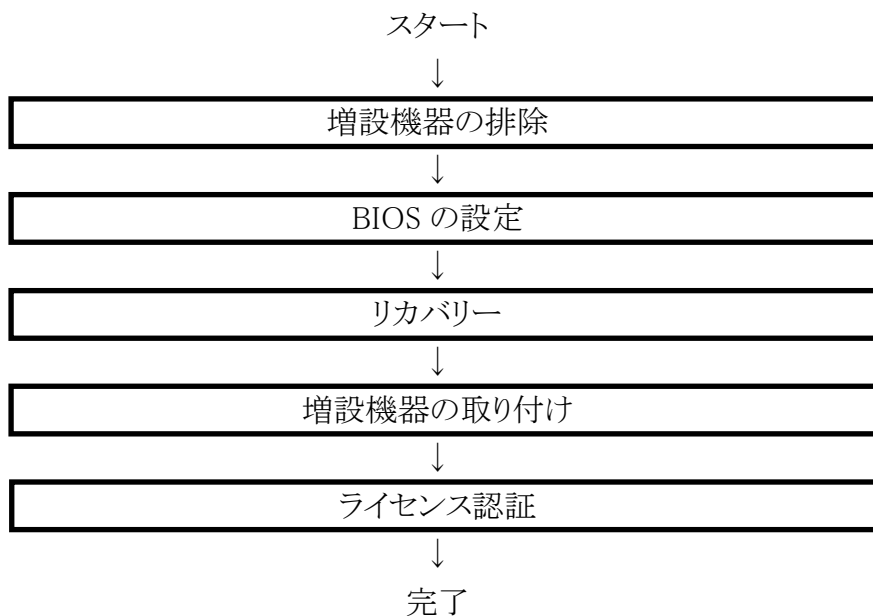 スタート
↓
増設機器の排除
↓
BIOS の設定
↓
リカバリー
↓
増設機器の取り付け
↓
ライセンス認証
↓
完了